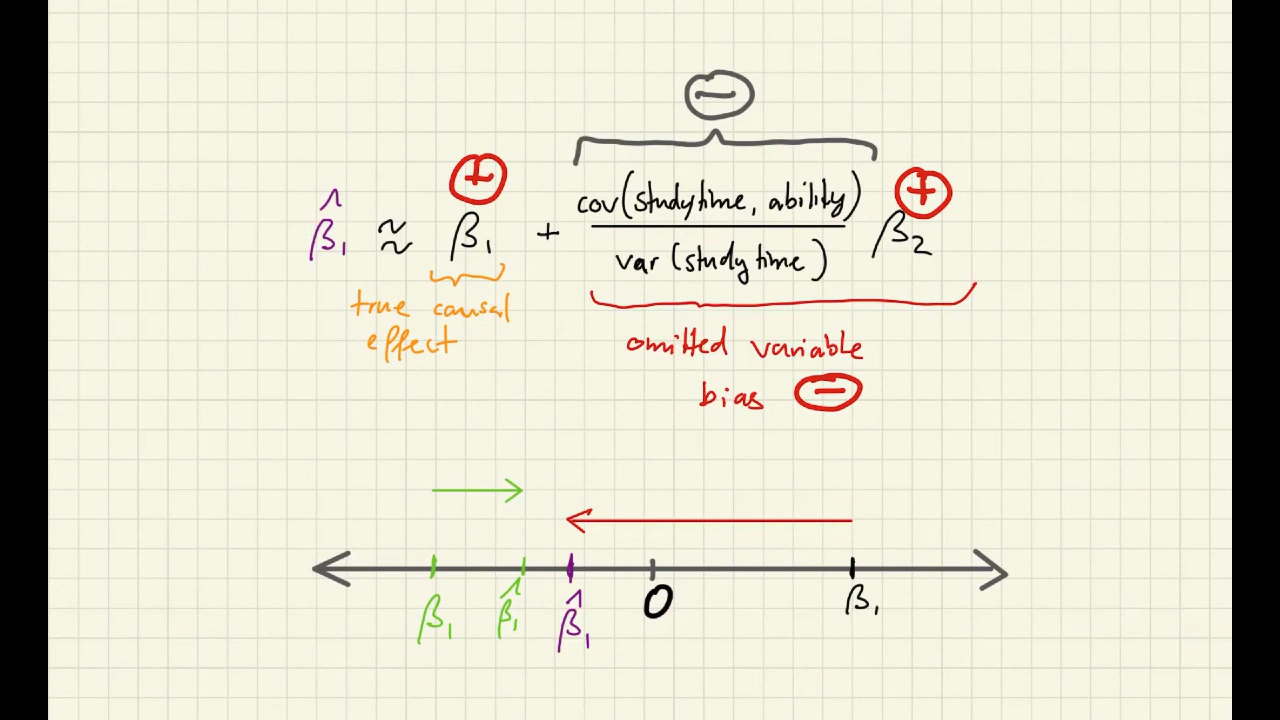 −
+ +
β̂₁ ≈ β₁ + cov(studytime, ability) / var(studytime) β₂
true causal
effect
omitted variable
bias −
β₁ β̂₁ β̂₁ 0 β₁